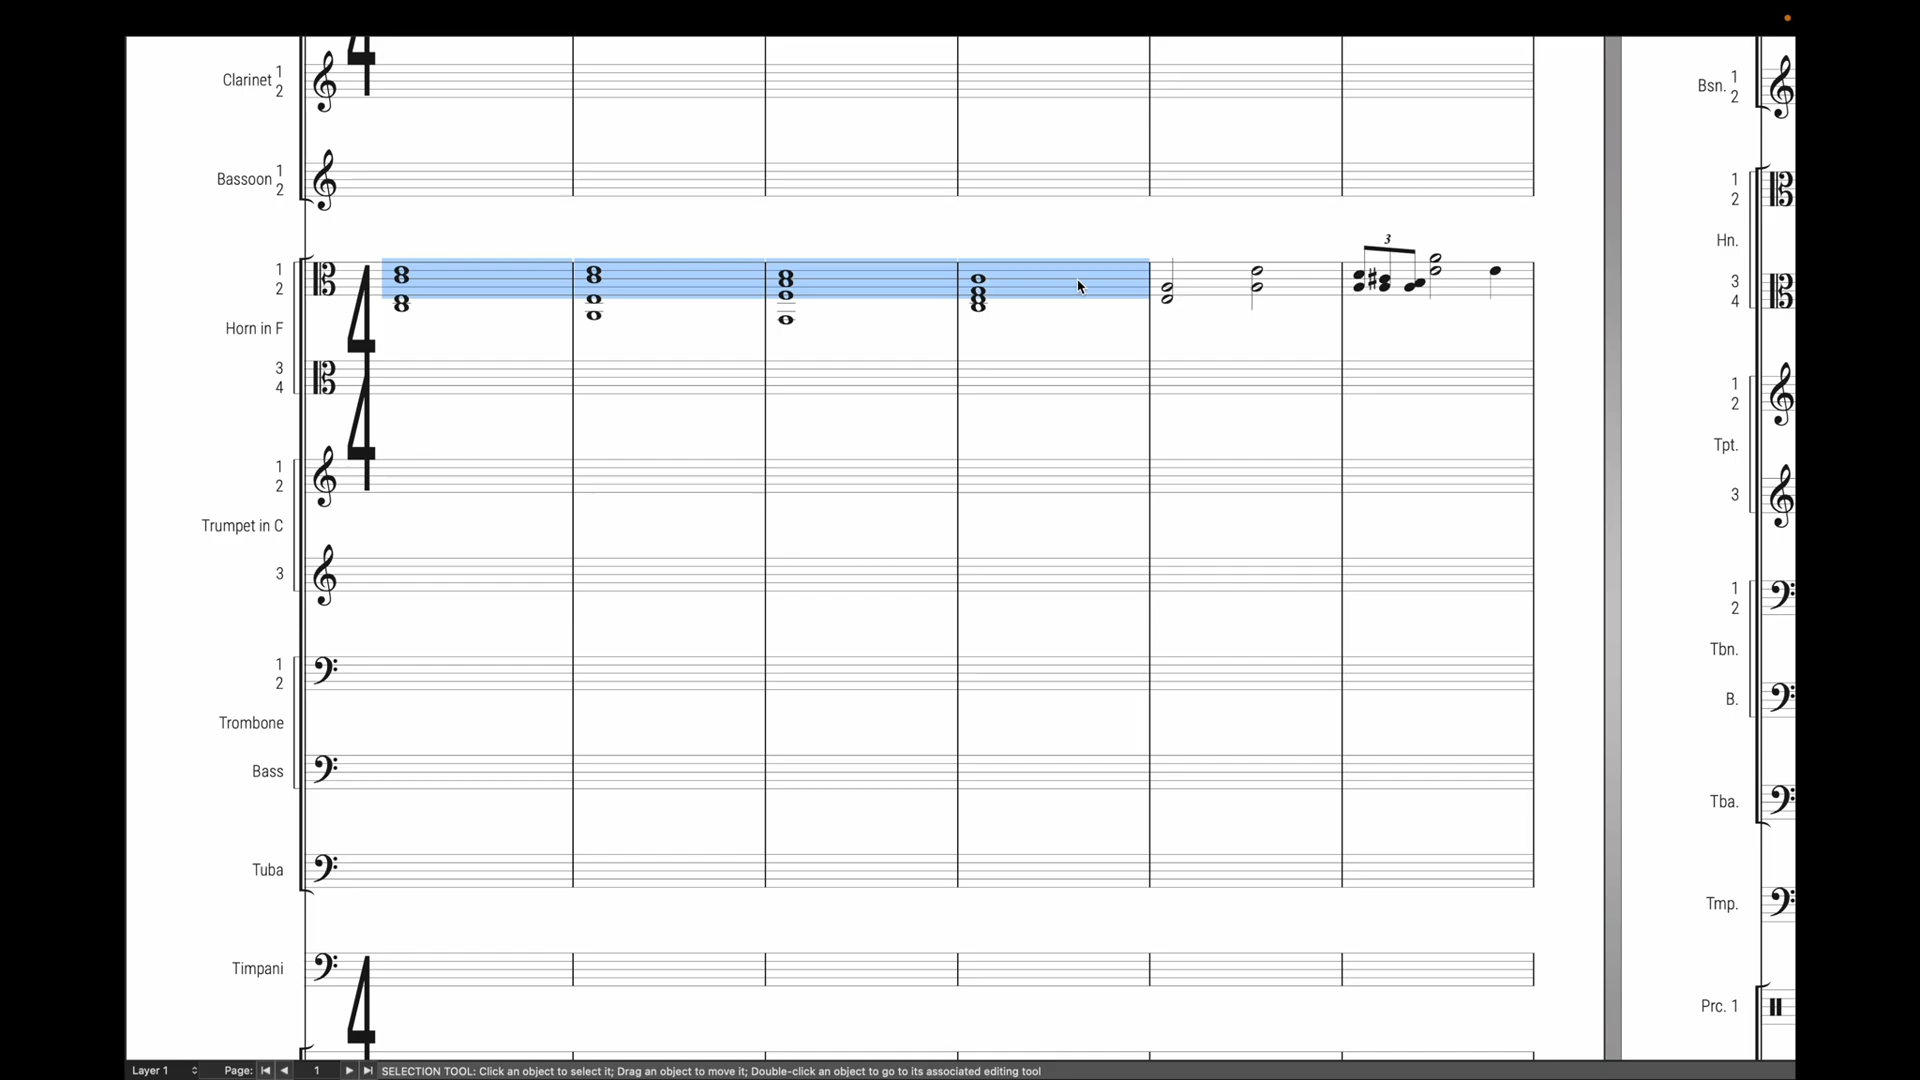 Clarinet 1
2
Bassoon 1
2
1
2
Horn in F
3
4
3
1
2
Trumpet in C
3
1
2
Trombone
Bass
Tuba
Timpani
4
4
4
Bsn. 1
2
1
2
Hn.
3
4
1
2
Tpt.
3
1
2
Tbn.
B.
Tba.
Tmp.
Prc. 1
Layer 1 Page: 1 SELECTION TOOL: Click an object to select it; Drag an object to move it; Double-click an object to go to its associated editing tool